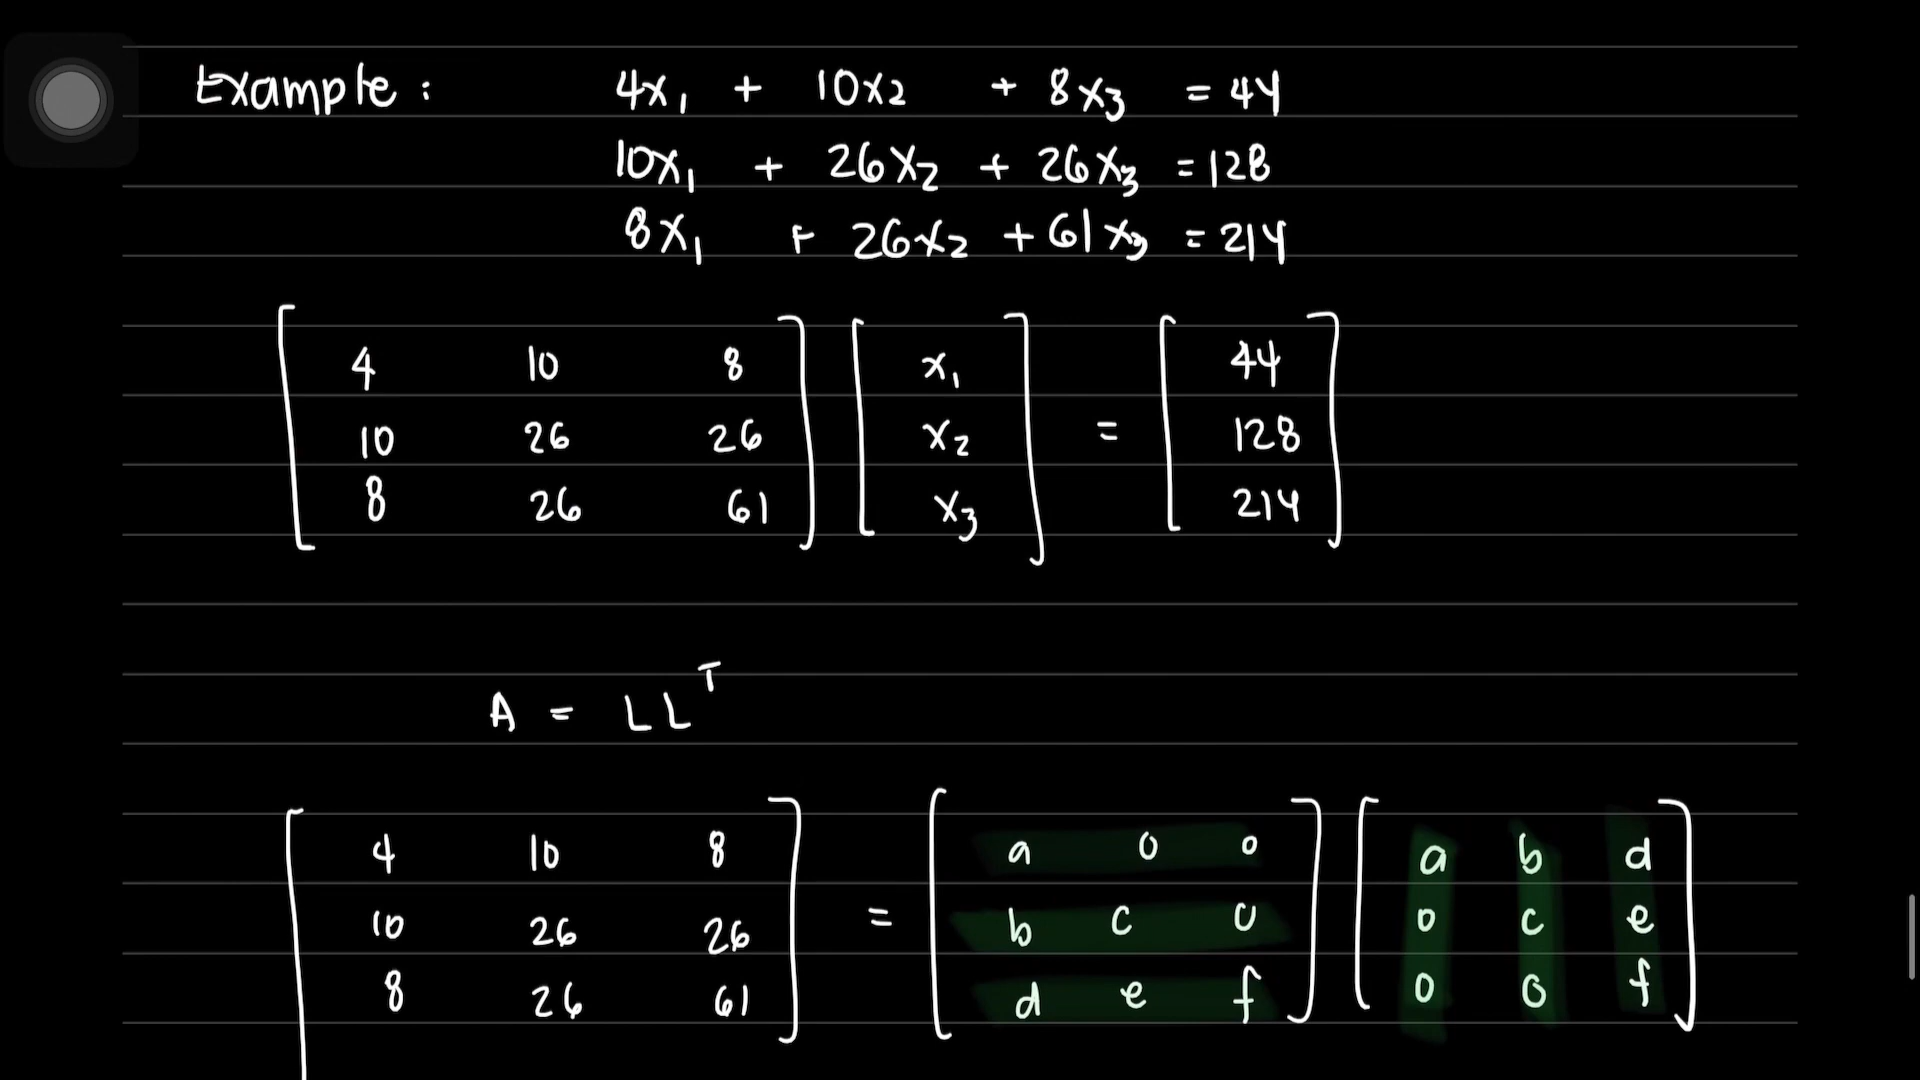 Example : 4x₁ + 10x₂ + 8x₃ = 44
10x₁ + 26x₂ + 26x₃ = 128
8x₁ + 26x₂ + 61x₃ = 214
4 10 8 x₁ 44
10 26 26 x₂ = 128
8 26 61 x₃ 214
A = LLᵀ
4 10 8 a 0 0 a b d
10 26 26 = b c 0 0 c e
8 26 61 d e f 0 0 f